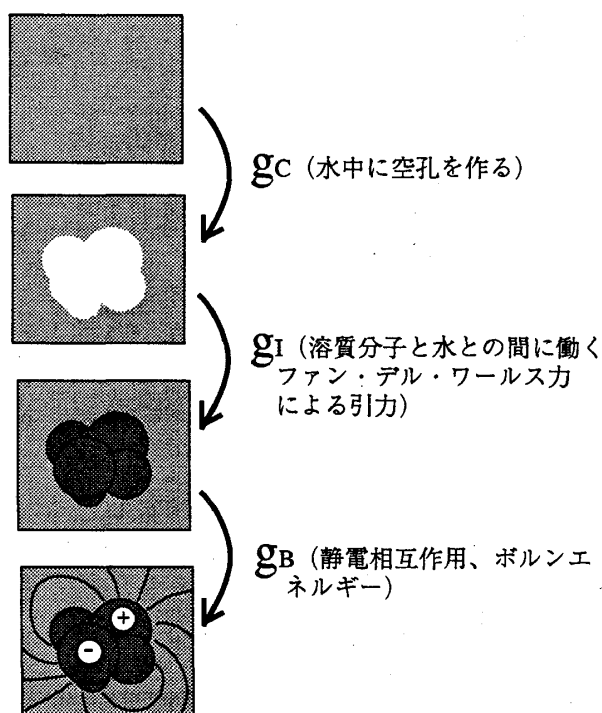 gC（水中に空孔を作る）
gI（溶質分子と水との間に働く
ファン・デル・ワールス力
による引力）
gB（静電相互作用、ボルンエ
ネルギー）
+
-